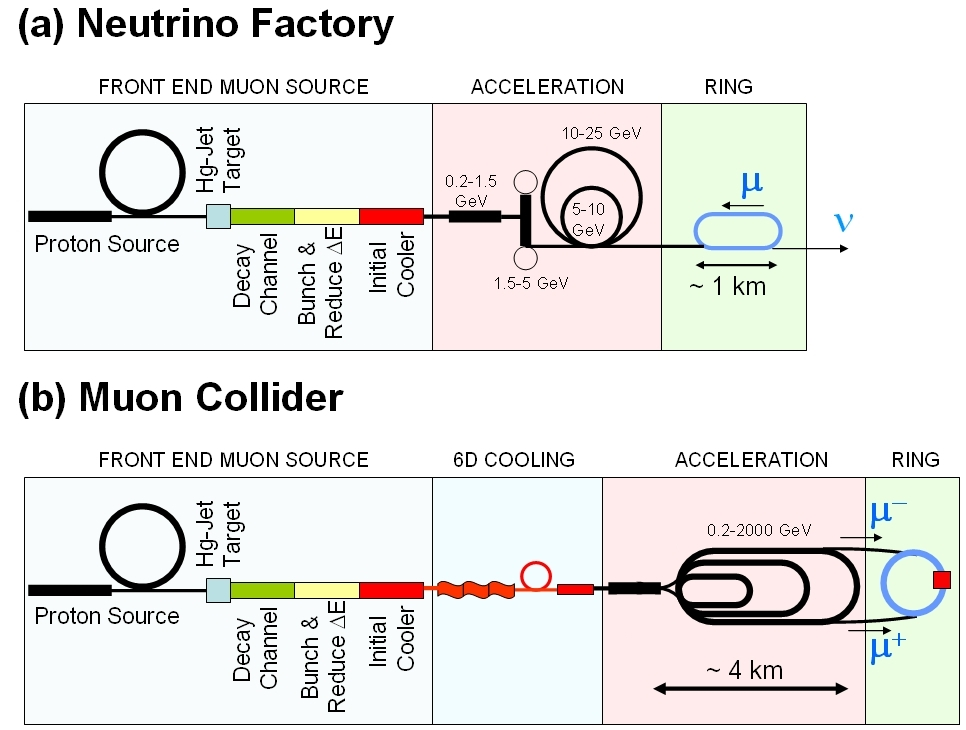 (a) Neutrino Factory
FRONT END MUON SOURCE
ACCELERATION
RING
Hg-Jet
Target
Proton Source
Decay
Channel
Bunch &
Reduce ΔE
Initial
Cooler
0.2-1.5
GeV
10-25 GeV
5-10
GeV
1.5-5 GeV
μ
ν
~ 1 km
(b) Muon Collider
FRONT END MUON SOURCE
6D COOLING
ACCELERATION
RING
Hg-Jet
Target
Proton Source
Decay
Channel
Bunch &
Reduce ΔE
Initial
Cooler
0.2-2000 GeV
~ 4 km
μ−
μ+